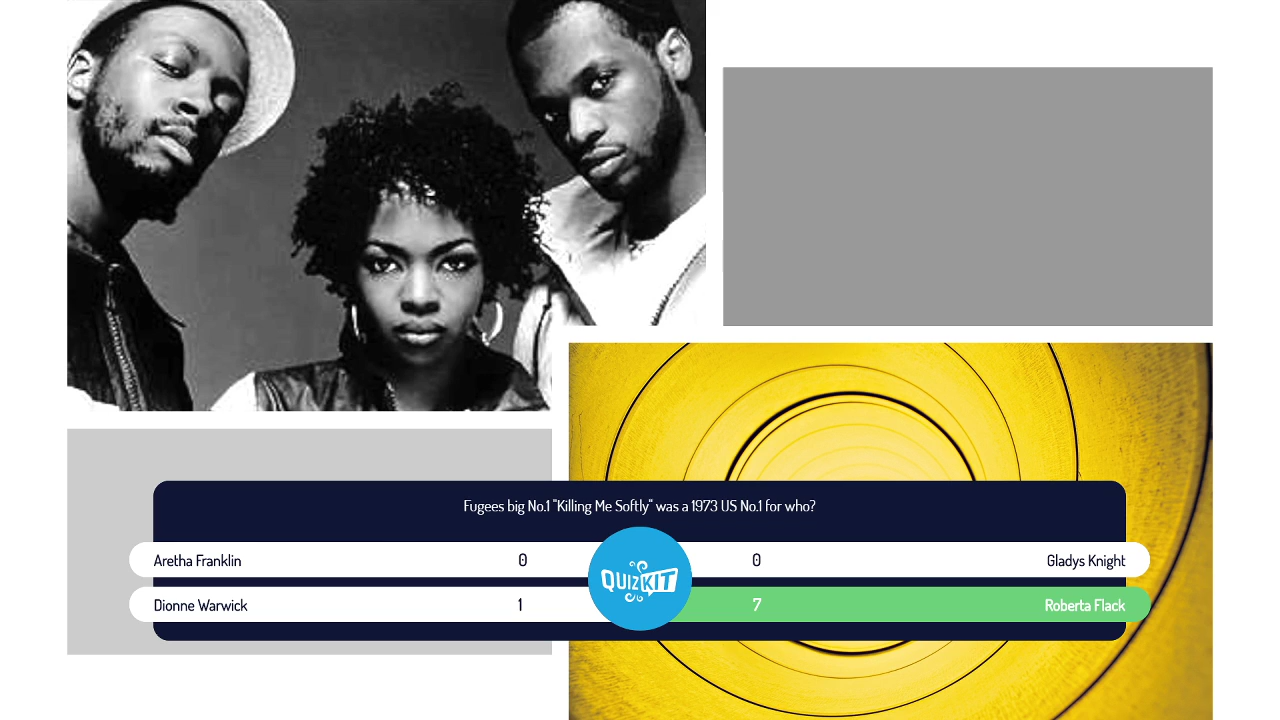 Fugees big No.1 "Killing Me Softly" was a 1973 US No.1 for who?
Aretha Franklin 0
0 Gladys Knight
QUIZKIT
Dionne Warwick 1
7 Roberta Flack